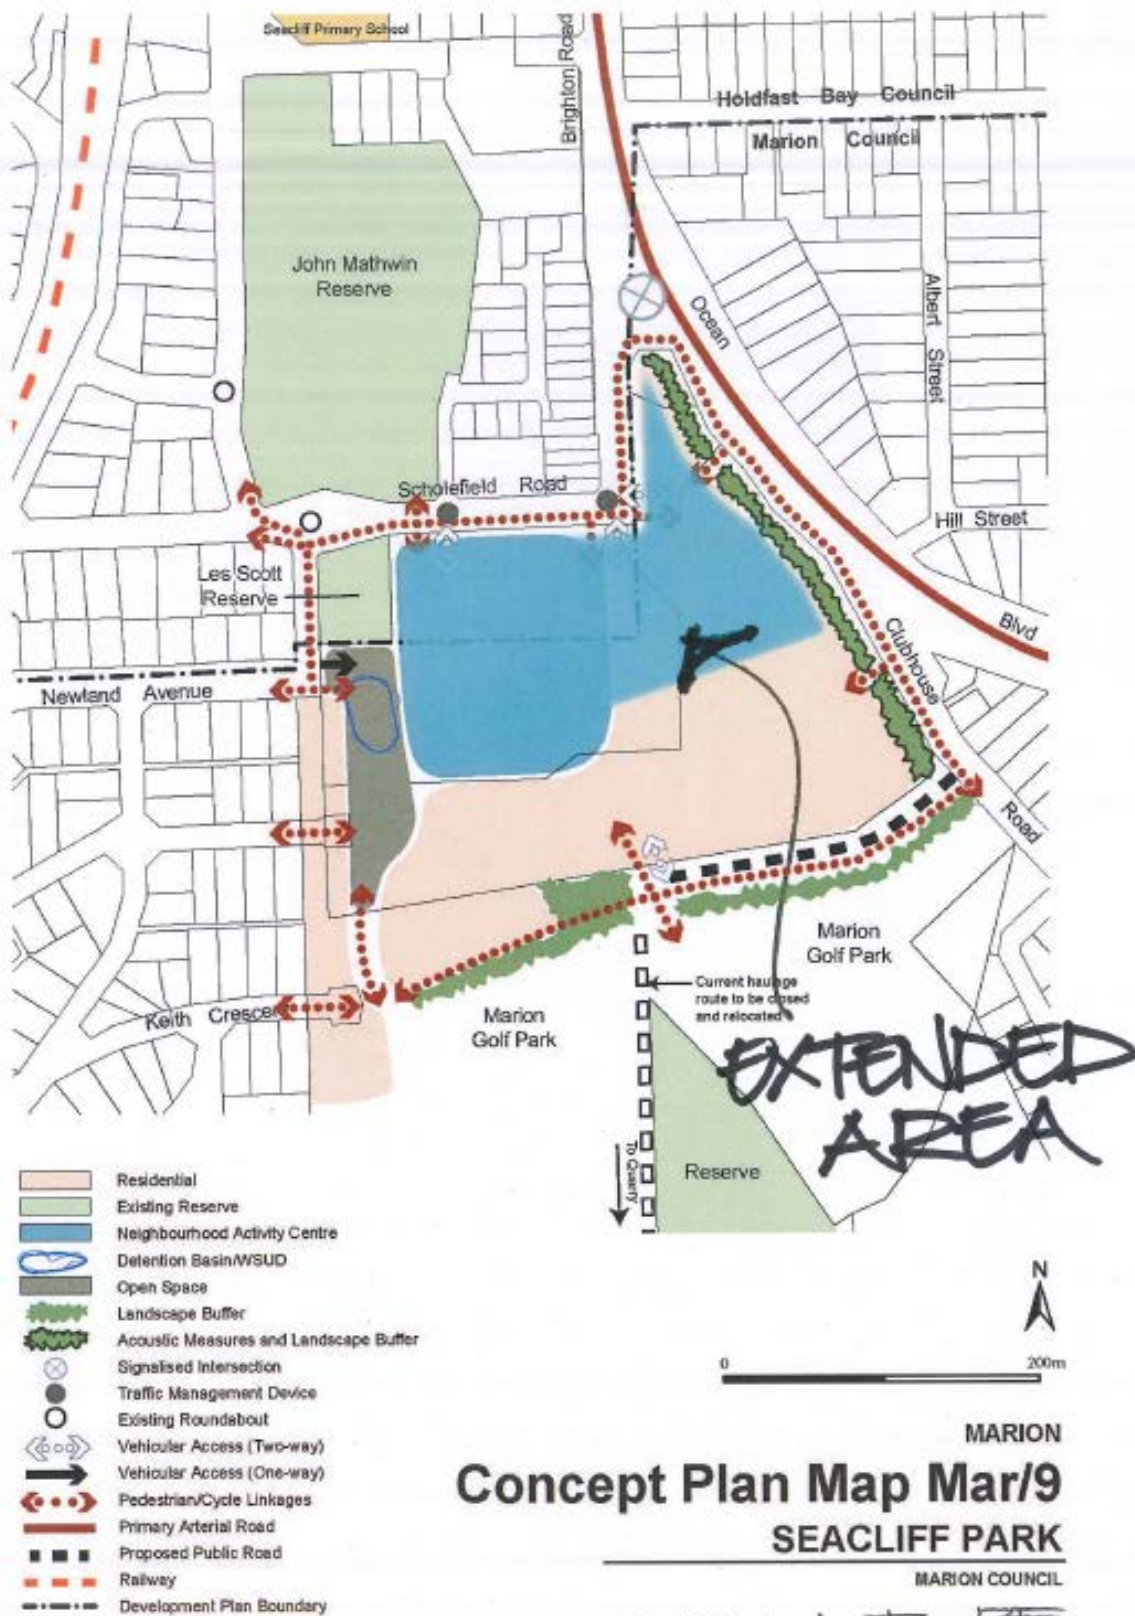 Seacliff Primary School
Brighton Road
Holdfast Bay Council
Marion Council
John Mathwin
Reserve
Ocean
Albert Street
Scholefield Road
Hill Street
Les Scott
Reserve
Blvd
Clubhouse
Newland Avenue
Road
Marion
Golf Park
Current haulage
route to be closed
and relocated
Keith Crescent
Marion
Golf Park
EXTENDED
AREA
To Quarry
Reserve
Residential
Existing Reserve
Neighbourhood Activity Centre
Detention Basin/WSUD
Open Space
Landscape Buffer
Acoustic Measures and Landscape Buffer
Signalised Intersection
Traffic Management Device
Existing Roundabout
Vehicular Access (Two-way)
Vehicular Access (One-way)
Pedestrian/Cycle Linkages
Primary Arterial Road
Proposed Public Road
Railway
Development Plan Boundary
N
0 200m
MARION
Concept Plan Map Mar/9
SEACLIFF PARK
MARION COUNCIL